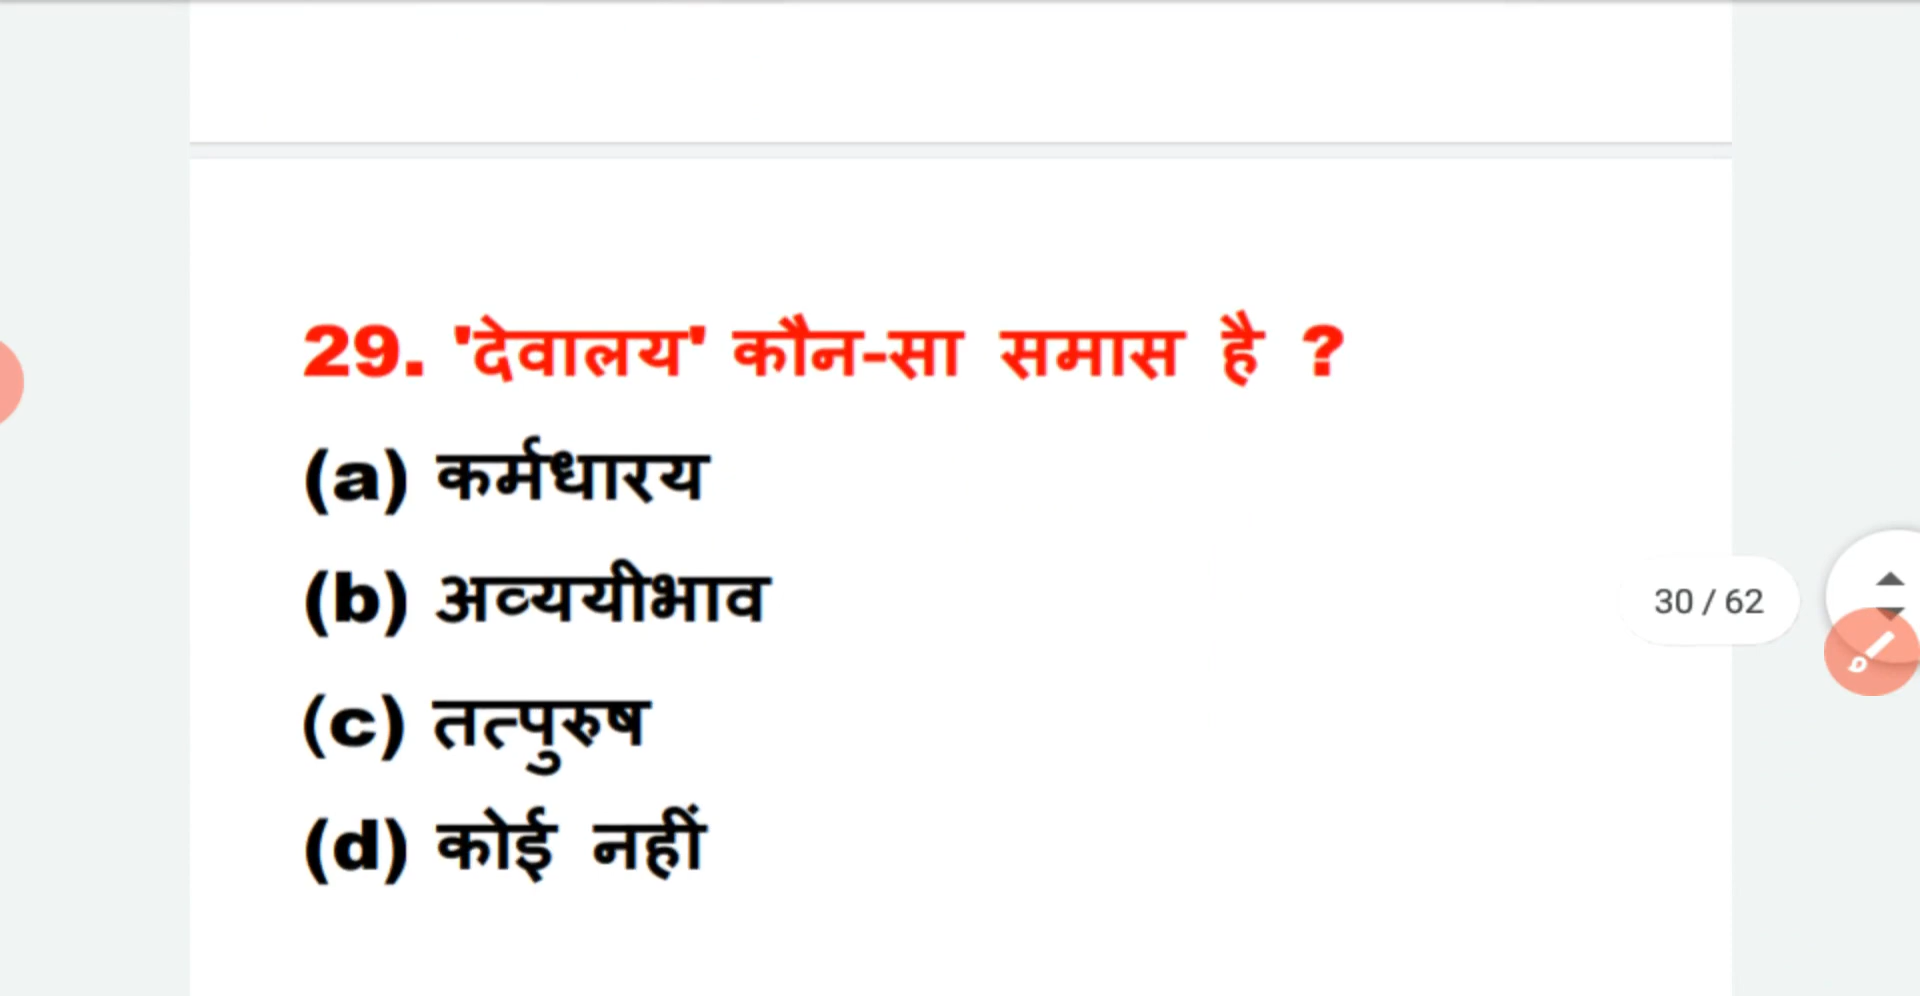 29. 'देवालय' कौन-सा समास है ?
(a) कर्मधारय
(b) अव्ययीभाव
(c) तत्पुरुष
(d) कोई नहीं
30 / 62